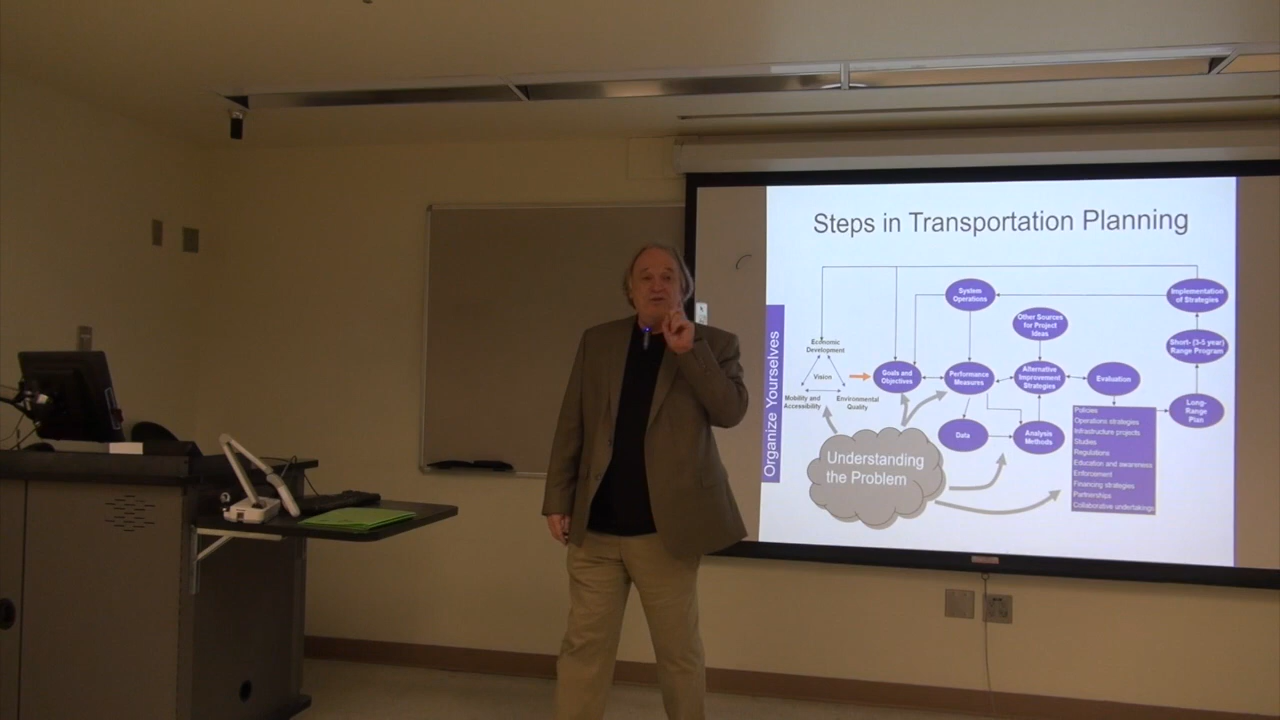 Steps in Transportation Planning
Organize Yourselves
System
Operations
Implementation
of Strategies
Other Sources
for Project
Ideas
Short- (3-5 year)
Range Program
Economic
Development
Vision
Mobility and
Accessibility
Environmental
Quality
Goals and
Objectives
Performance
Measures
Alternative
Improvement
Strategies
Evaluation
Long-
Range
Plan
Data
Analysis
Methods
Policies
Operations strategies
Infrastructure projects
Studies
Regulations
Education and awareness
Enforcement
Financing strategies
Partnerships
Collaborative undertakings
Understanding
the Problem